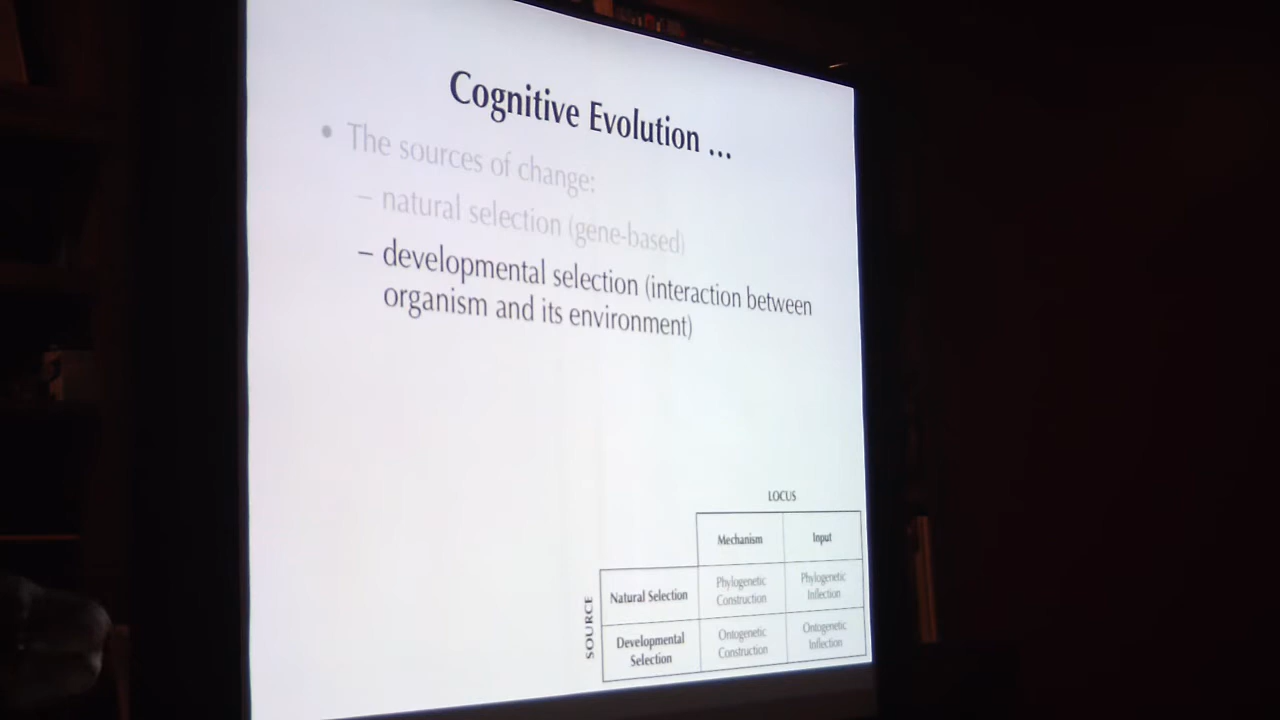 Cognitive Evolution ...
• The sources of change:
– natural selection (gene-based)
– developmental selection (interaction between
organism and its environment)
LOCUS
Mechanism Input
SOURCE
Natural Selection
Phylogenetic
Construction
Phylogenetic
Inflection
Developmental
Selection
Ontogenetic
Construction
Ontogenetic
Inflection